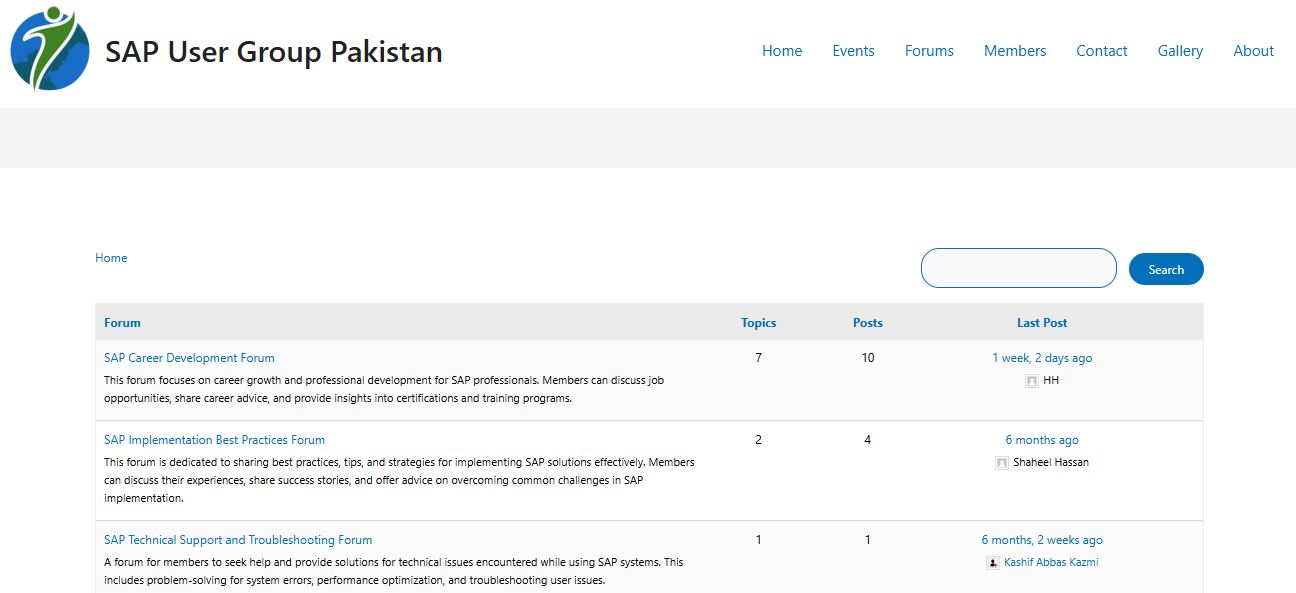 SAP User Group Pakistan
Home Events Forums Members Contact Gallery About
Home
Search
Forum Topics Posts Last Post
SAP Career Development Forum 7 10 1 week, 2 days ago
This forum focuses on career growth and professional development for SAP professionals. Members can discuss job HH
opportunities, share career advice, and provide insights into certifications and training programs.
SAP Implementation Best Practices Forum 2 4 6 months ago
This forum is dedicated to sharing best practices, tips, and strategies for implementing SAP solutions effectively. Members Shaheel Hassan
can discuss their experiences, share success stories, and offer advice on overcoming common challenges in SAP
implementation.
SAP Technical Support and Troubleshooting Forum 1 1 6 months, 2 weeks ago
A forum for members to seek help and provide solutions for technical issues encountered while using SAP systems. This Kashif Abbas Kazmi
includes problem-solving for system errors, performance optimization, and troubleshooting user issues.